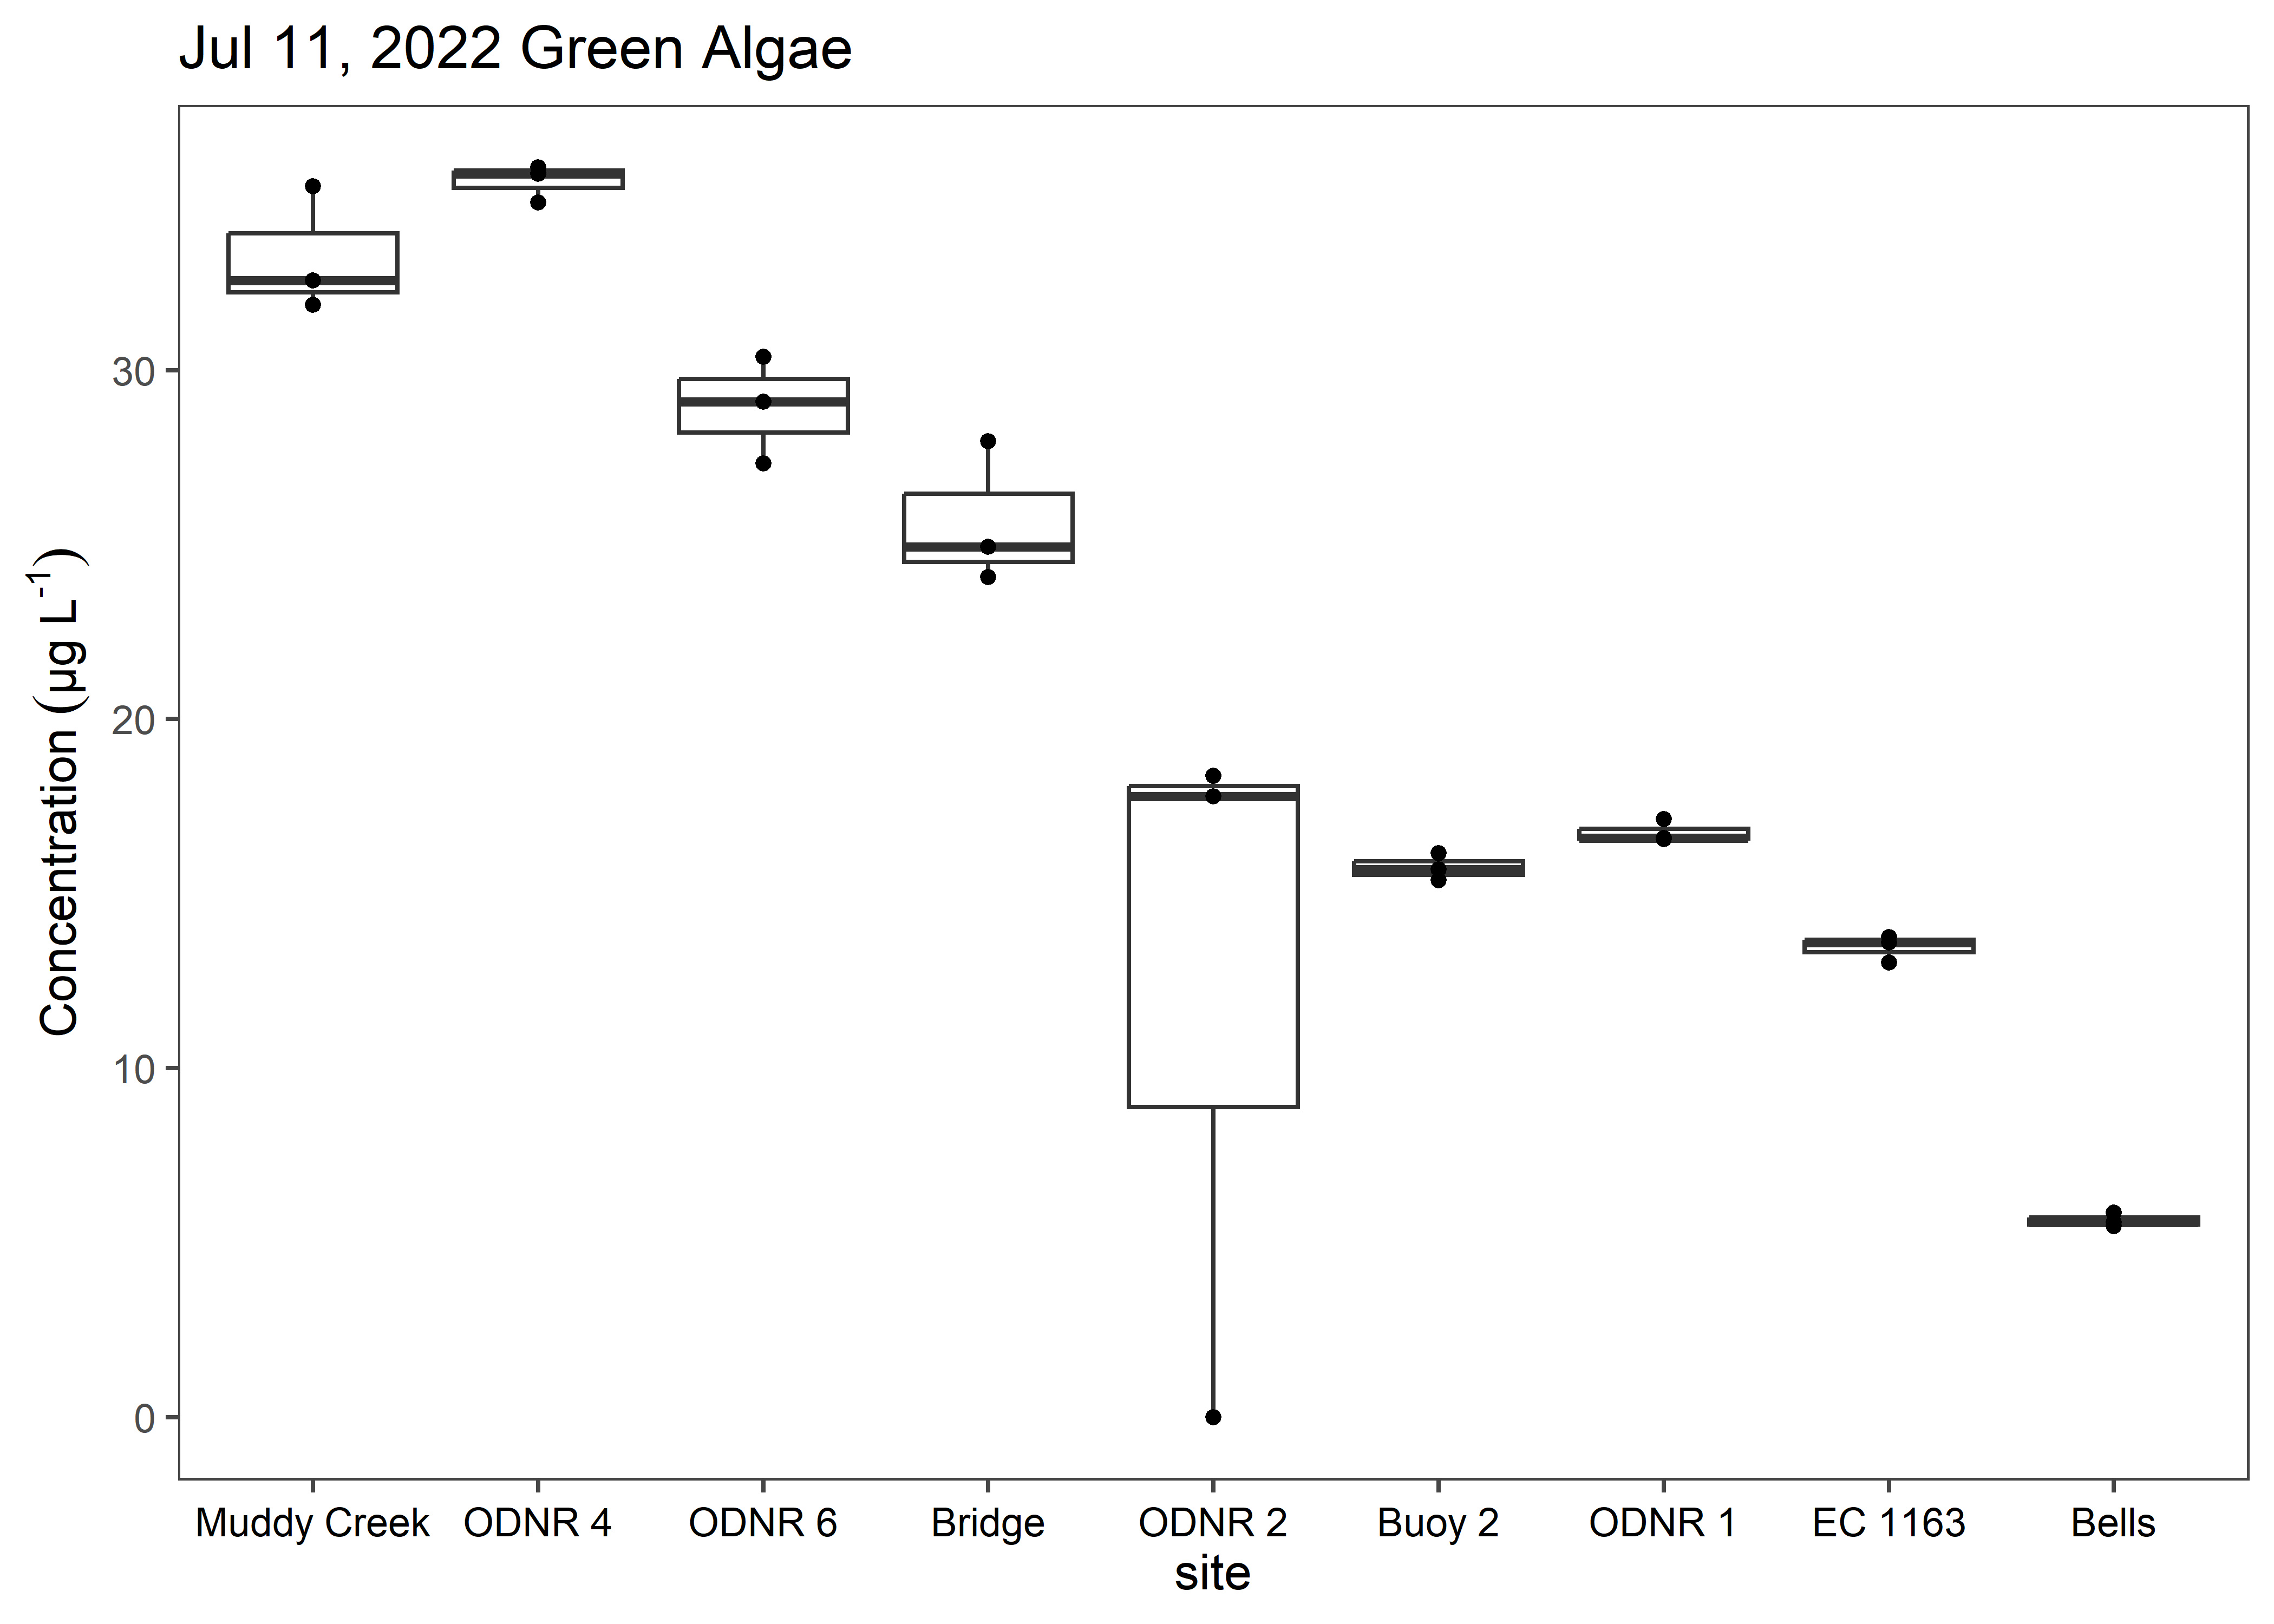 Jul 11, 2022 Green Algae
Concentration (µg L⁻¹)
30
20
10
0
Muddy Creek ODNR 4 ODNR 6 Bridge ODNR 2 Buoy 2 ODNR 1 EC 1163 Bells
site